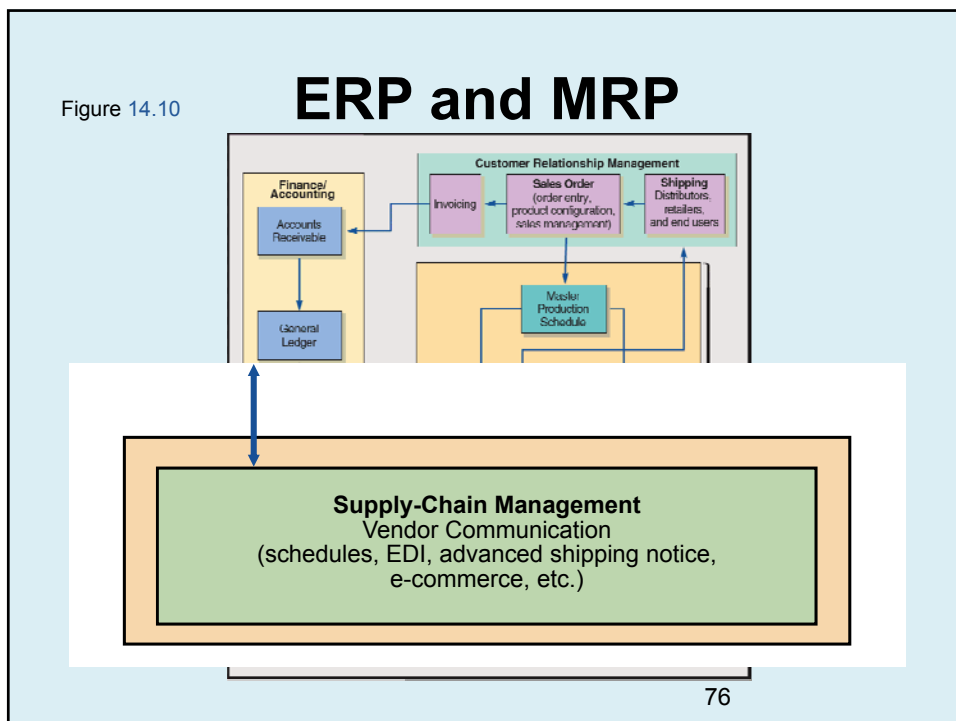 Figure 14.10
ERP and MRP
Customer Relationship Management
Finance/
Accounting
Accounts
Receivable
General
Ledger
Invoicing
Sales Order
(order entry,
product configuration,
sales management)
Shipping
Distributors,
retailers,
and end users
Master
Production
Schedule
Supply-Chain Management
Vendor Communication
(schedules, EDI, advanced shipping notice,
e-commerce, etc.)
76